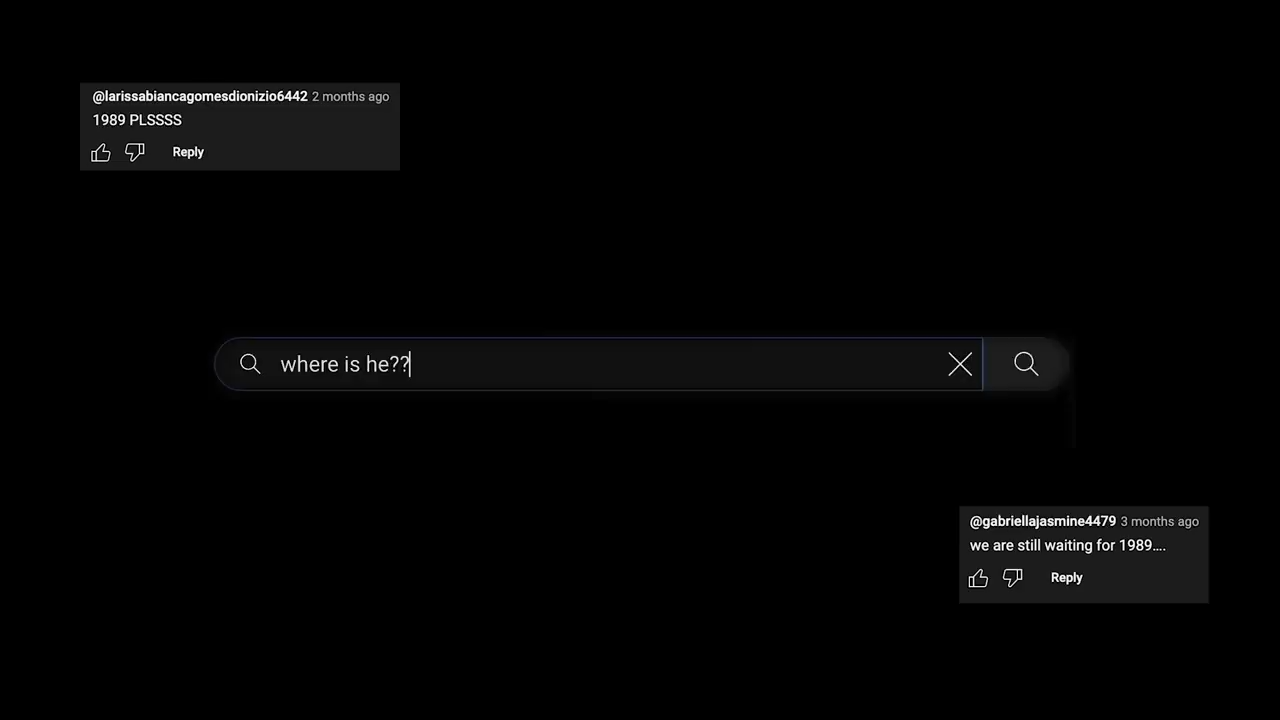 @larissabiancagomesdionizio6442 2 months ago
1989 PLSSSS
Reply
where is he??
@gabriellajasmine4479 3 months ago
we are still waiting for 1989....
Reply